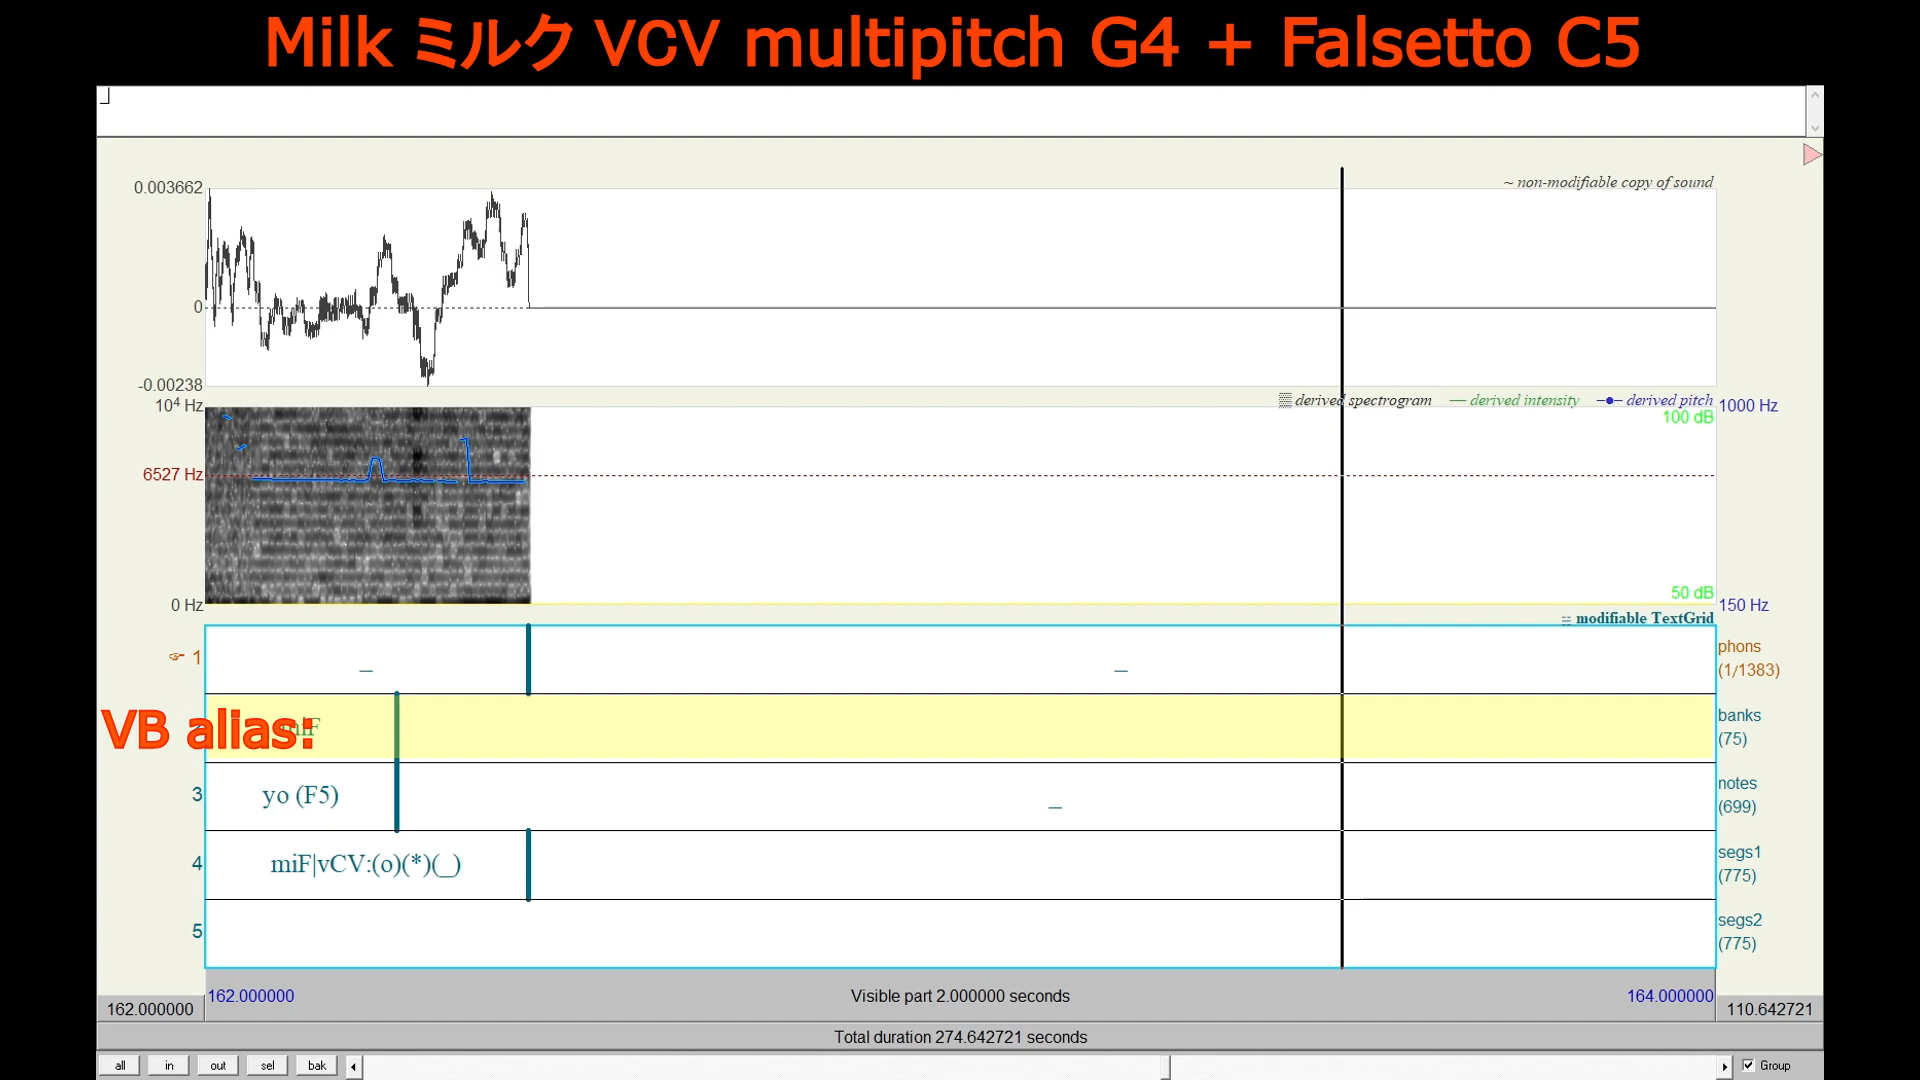 Milk ミルク VCV multipitch G4 + Falsetto C5
0.003662
~ non-modifiable copy of sound
0
-0.00238
10⁴ Hz
derived spectrogram
derived intensity
derived pitch
1000 Hz
100 dB
6527 Hz
50 dB
0 Hz
150 Hz
modifiable TextGrid
☞ 1
_
_
phons
(1/1383)
VB alias:
miF
banks
(75)
3
yo (F5)
_
notes
(699)
4
miF|vCV:(o)(*)(_)
segs1
(775)
5
segs2
(775)
162.000000
162.000000
Visible part 2.000000 seconds
164.000000
110.642721
Total duration 274.642721 seconds
all
in
out
sel
bak
Group